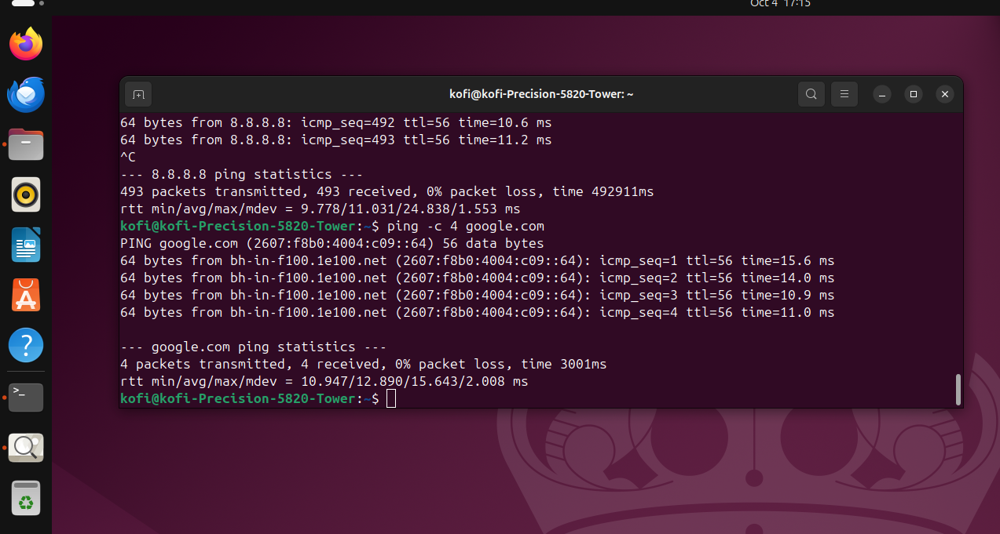 Oct 4 17:15
kofi@kofi-Precision-5820-Tower: ~
64 bytes from 8.8.8.8: icmp_seq=492 ttl=56 time=10.6 ms
64 bytes from 8.8.8.8: icmp_seq=493 ttl=56 time=11.2 ms
^C
--- 8.8.8.8 ping statistics ---
493 packets transmitted, 493 received, 0% packet loss, time 492911ms
rtt min/avg/max/mdev = 9.778/11.031/24.838/1.553 ms
kofi@kofi-Precision-5820-Tower:~$ ping -c 4 google.com
PING google.com (2607:f8b0:4004:c09::64) 56 data bytes
64 bytes from bh-in-f100.1e100.net (2607:f8b0:4004:c09::64): icmp_seq=1 ttl=56 time=15.6 ms
64 bytes from bh-in-f100.1e100.net (2607:f8b0:4004:c09::64): icmp_seq=2 ttl=56 time=14.0 ms
64 bytes from bh-in-f100.1e100.net (2607:f8b0:4004:c09::64): icmp_seq=3 ttl=56 time=10.9 ms
64 bytes from bh-in-f100.1e100.net (2607:f8b0:4004:c09::64): icmp_seq=4 ttl=56 time=11.0 ms
--- google.com ping statistics ---
4 packets transmitted, 4 received, 0% packet loss, time 3001ms
rtt min/avg/max/mdev = 10.947/12.890/15.643/2.008 ms
kofi@kofi-Precision-5820-Tower:~$